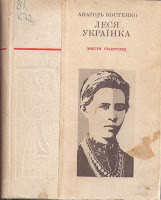 АНАТОЛЬ КОСТЕНКО
ЛЕСЯ
УКРАЇНКА
ЖИТТЯ СЛАВЕТНИХ